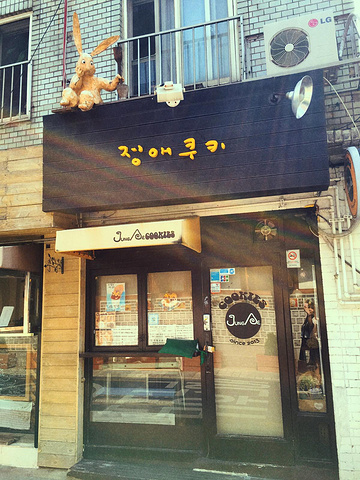 LG
정애쿠키
Jung Ae COOKIES
COOKIES
Jung Ae
since 2013